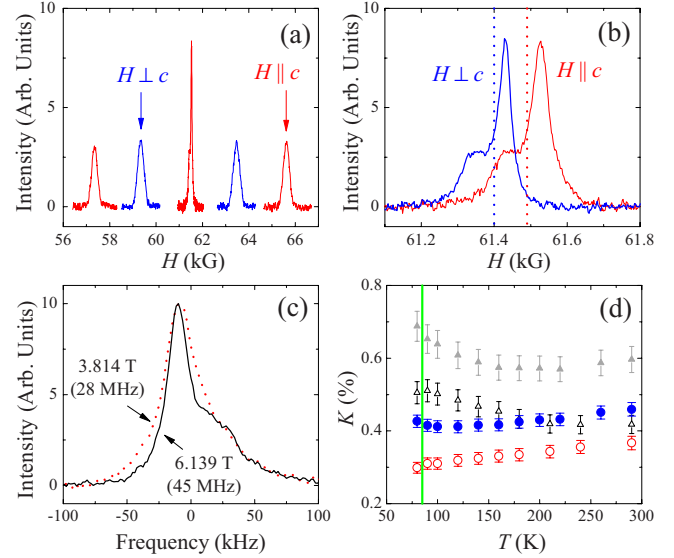 (a)
H ⊥ c
H || c
Intensity (Arb. Units)
10
5
0
56 58 60 62 64 66
H (kG)
(b)
H ⊥ c
H || c
Intensity (Arb. Units)
10
5
0
61.2 61.4 61.6 61.8
H (kG)
(c)
3.814 T
(28 MHz)
6.139 T
(45 MHz)
Intensity (Arb. Units)
10
5
0
-100 -50 0 50 100
Frequency (kHz)
(d)
K (%)
0.8
0.6
0.4
0.2
50 100 150 200 250 300
T (K)